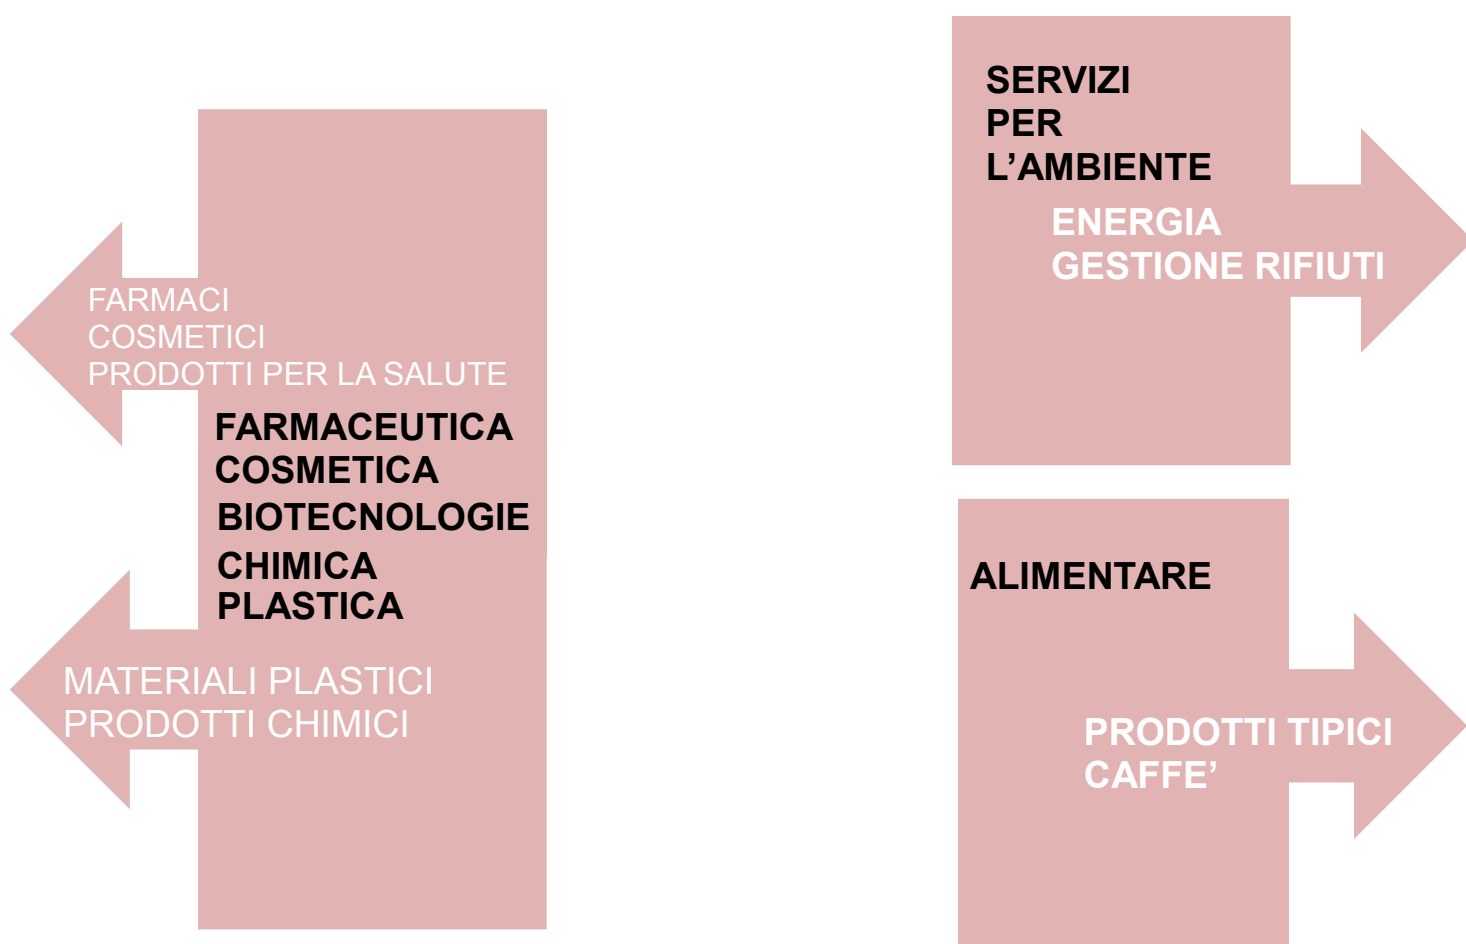 FARMACI
COSMETICI
PRODOTTI PER LA SALUTE
FARMACEUTICA
COSMETICA
BIOTECNOLOGIE
CHIMICA
PLASTICA
MATERIALI PLASTICI
PRODOTTI CHIMICI
SERVIZI
PER
L’AMBIENTE
ENERGIA
GESTIONE RIFIUTI
ALIMENTARE
PRODOTTI TIPICI
CAFFE’